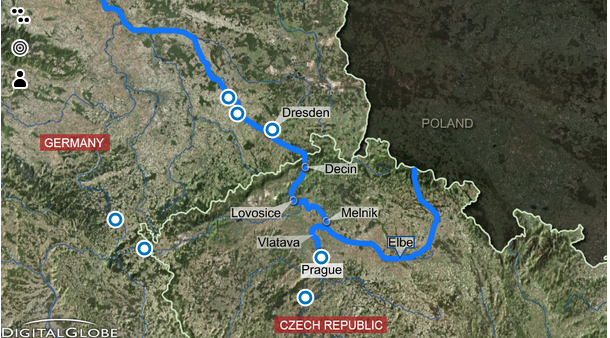 Dresden
POLAND
GERMANY
Decin
Lovosice
Melnik
Vlatava
Elbe
Prague
CZECH REPUBLIC
DIGITALGLOBE